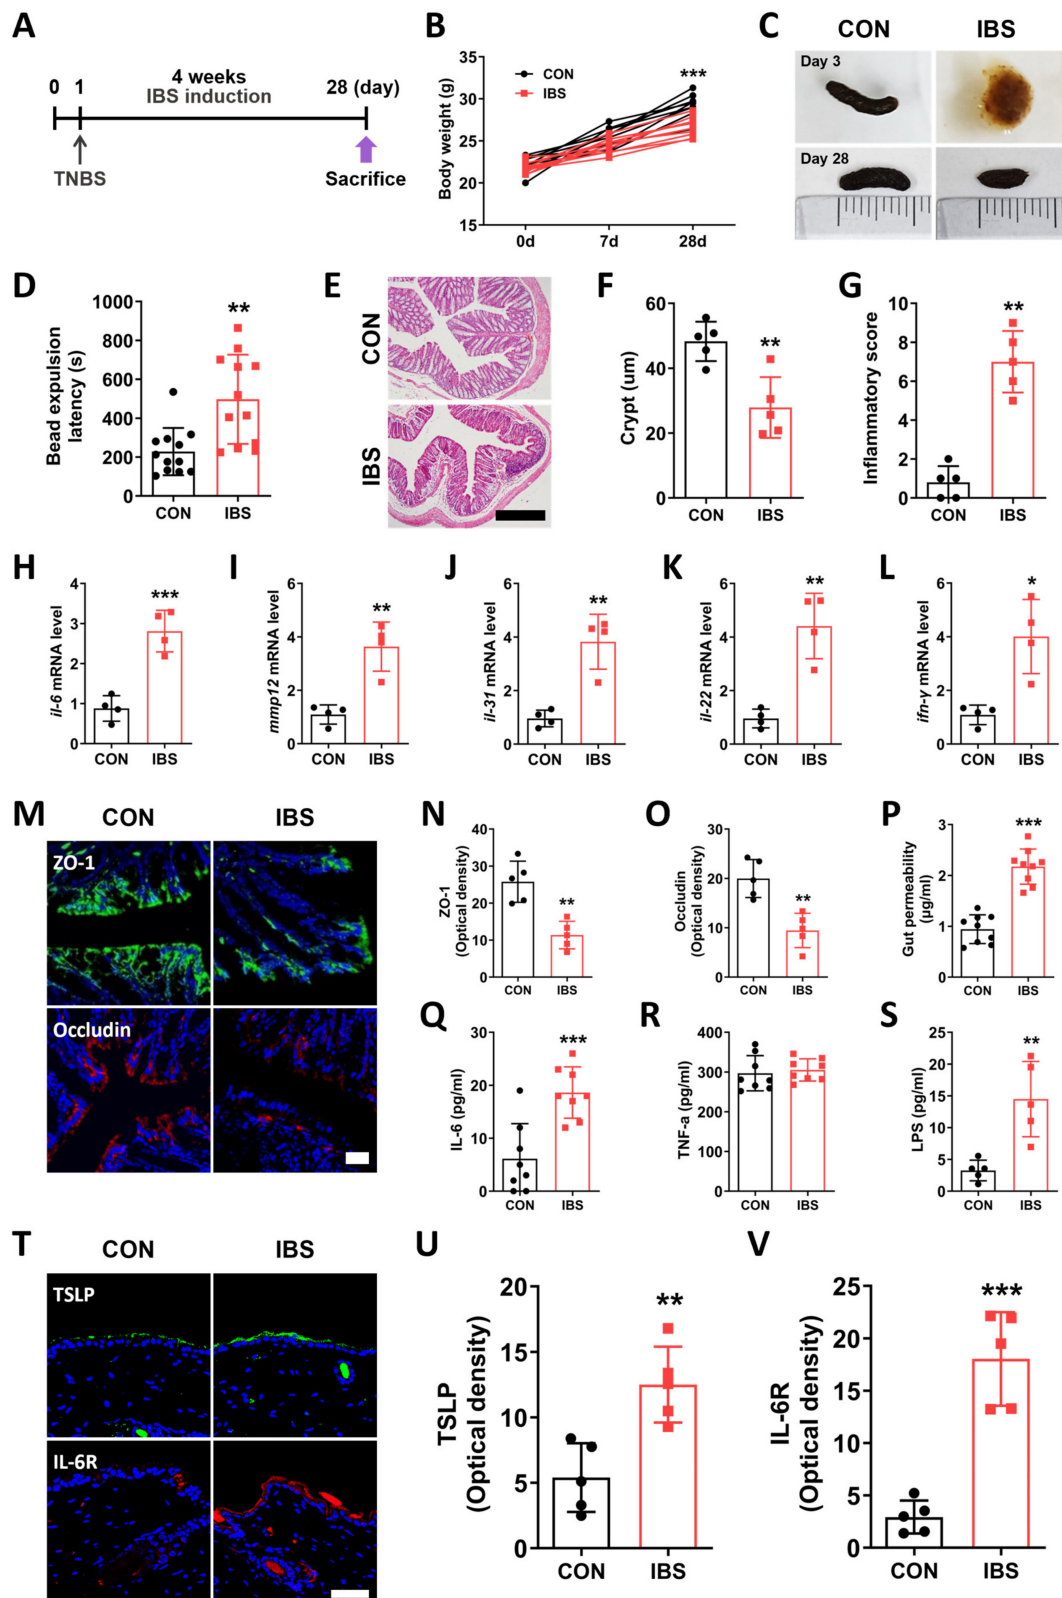 A
0 1 4 weeks 28 (day)
IBS induction
TNBS
Sacrifice
B
Body weight (g)
35
30
25
20
15
CON
IBS
***
0d 7d 28d
C
CON IBS
Day 3
Day 28
D
Bead expulsion
latency (s)
1000
800
600
400
200
0
**
CON IBS
E
CON
IBS
F
Crypt (um)
60
40
20
0
**
CON IBS
G
Inflammatory score
10
8
6
4
2
0
**
CON IBS
H
il-6 mRNA level
4
3
2
1
0
***
CON IBS
I
mmp12 mRNA level
6
4
2
0
**
CON IBS
J
il-31 mRNA level
6
4
2
0
**
CON IBS
K
il-22 mRNA level
6
4
2
0
**
CON IBS
L
ifn-γ mRNA level
6
4
2
0
*
CON IBS
M
CON IBS
ZO-1
Occludin
N
ZO-1
(Optical density)
40
30
20
10
0
**
CON IBS
O
Occludin
(Optical density)
30
20
10
0
**
CON IBS
P
Gut permeability
(μg/ml)
3
2
1
0
***
CON IBS
Q
IL-6 (pg/ml)
30
20
10
0
***
CON IBS
R
TNF-a (pg/ml)
400
300
200
100
0
CON IBS
S
LPS (pg/ml)
25
20
15
10
5
0
**
CON IBS
T
CON IBS
TSLP
IL-6R
U
TSLP
(Optical density)
20
15
10
5
0
**
CON IBS
V
IL-6R
(Optical density)
25
20
15
10
5
0
***
CON IBS